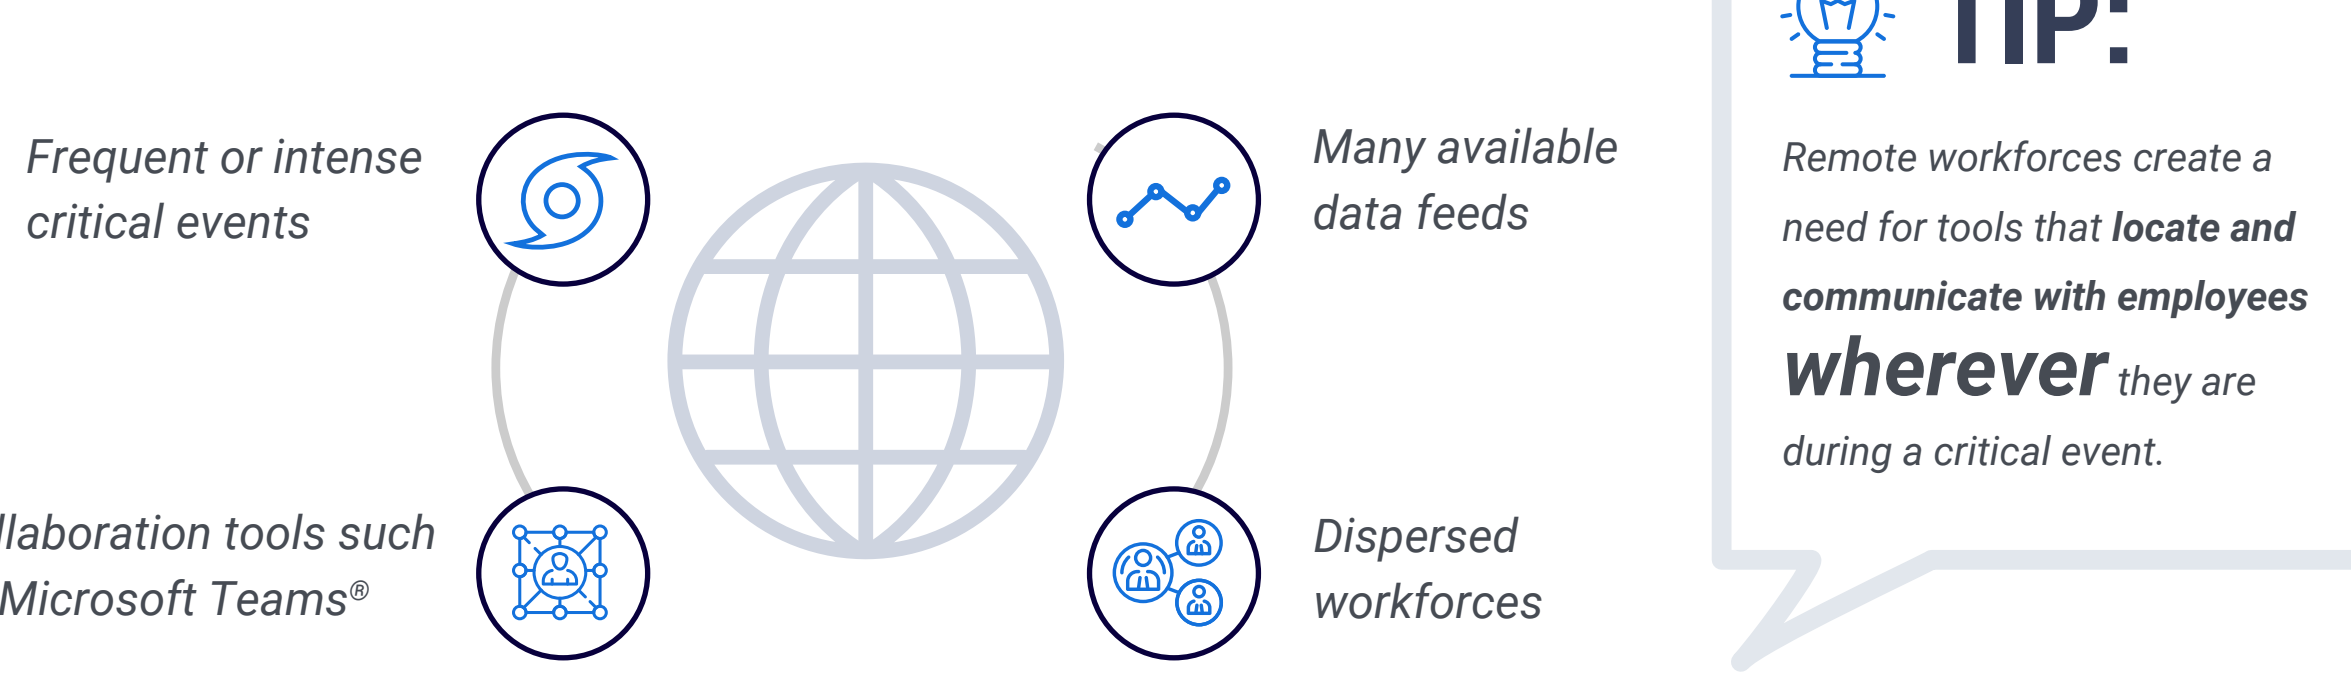 Frequent or intense
critical events
Many available
data feeds
llaboration tools such
Microsoft Teams®
Dispersed
workforces
TIP:
Remote workforces create a
need for tools that locate and
communicate with employees
wherever they are
during a critical event.